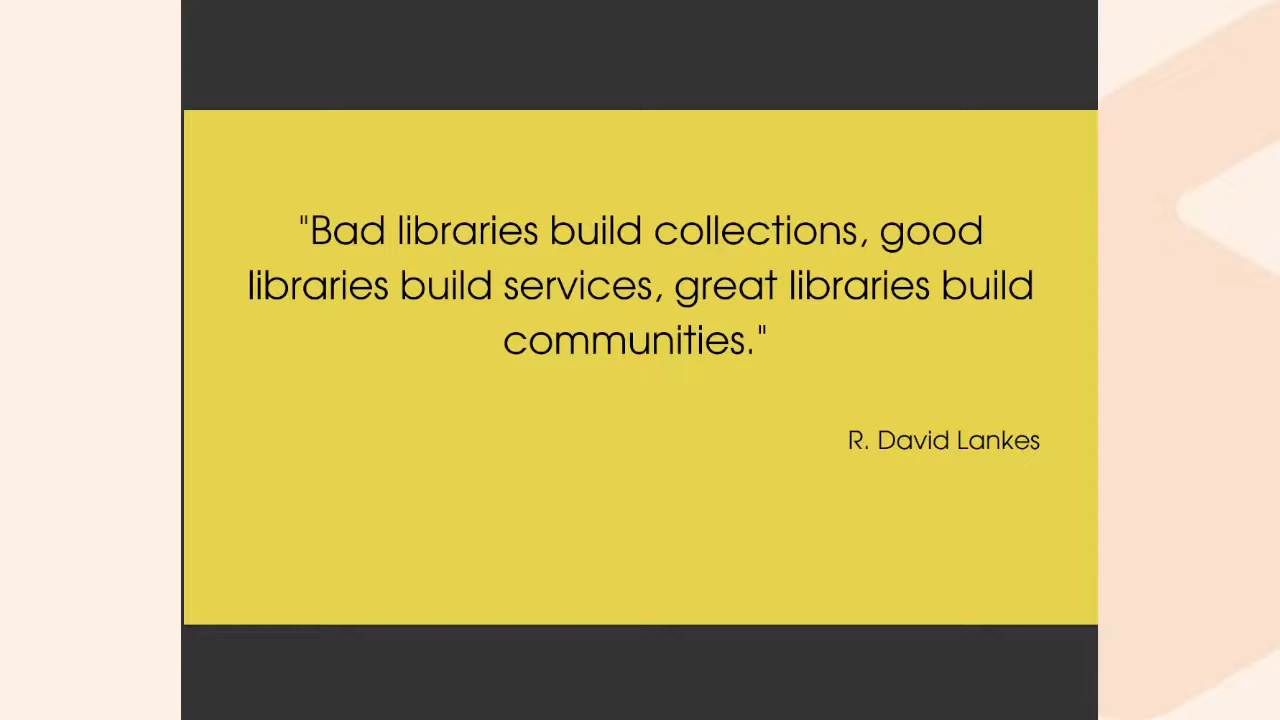 "Bad libraries build collections, good
libraries build services, great libraries build
communities."
R. David Lankes